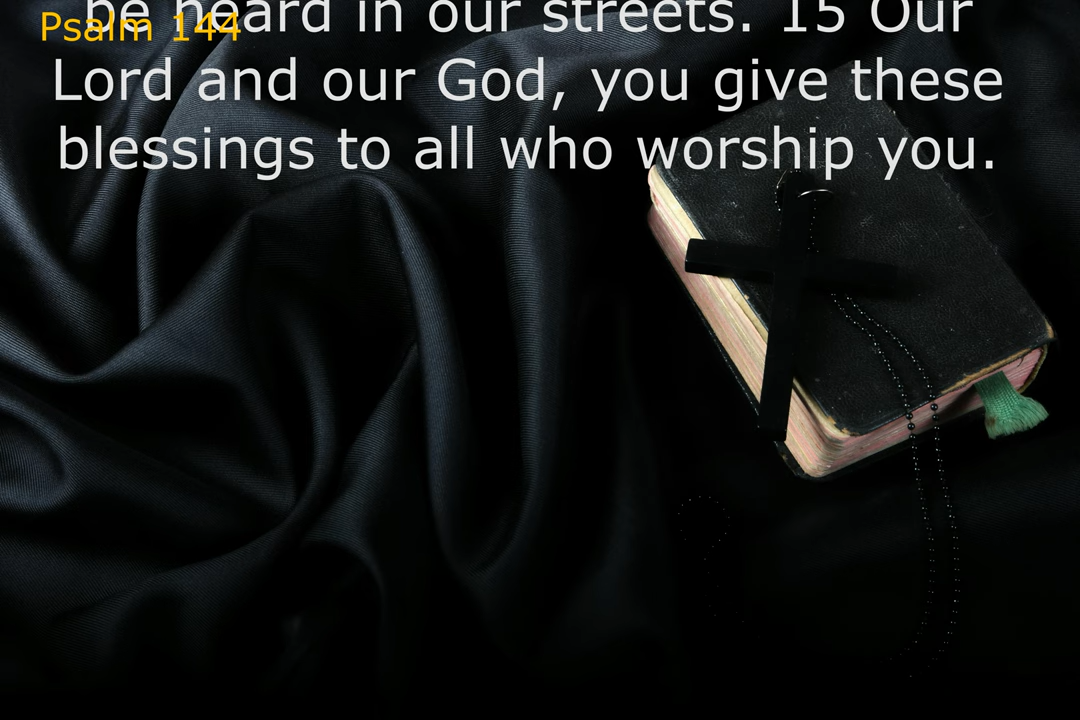 Psalm 144
be heard in our streets. 15 Our
Lord and our God, you give these
blessings to all who worship you.